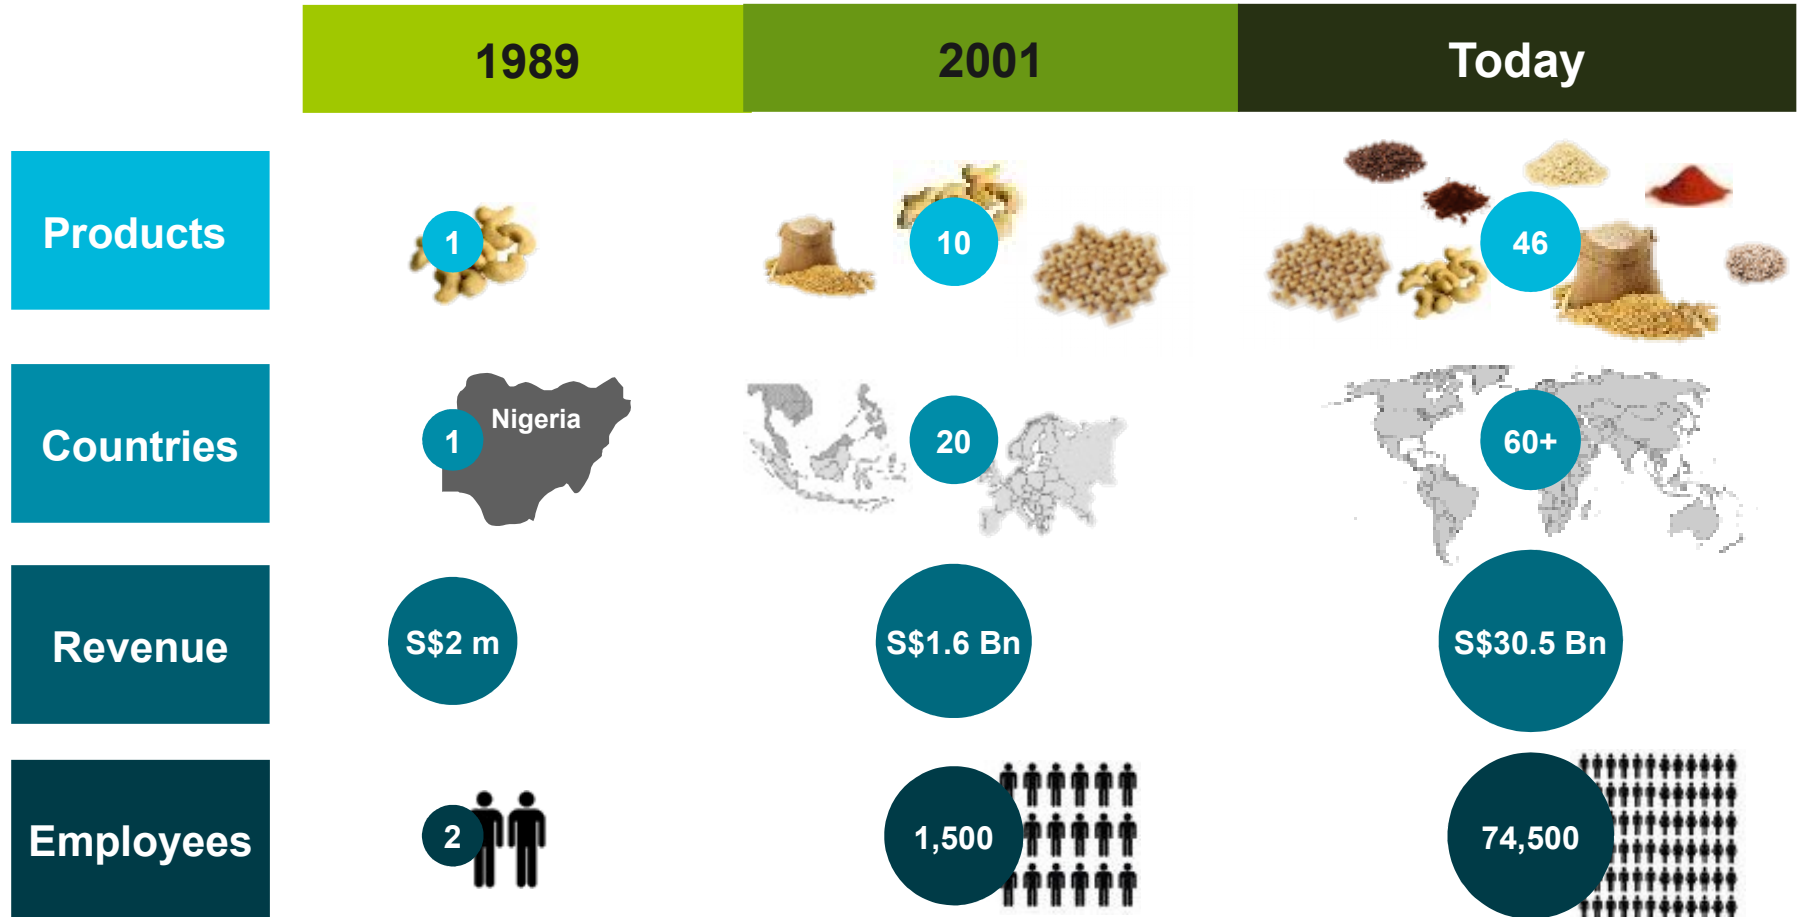 1989
2001
Today
Products
1
10
46
Countries
1
Nigeria
20
60+
Revenue
S$2 m
S$1.6 Bn
S$30.5 Bn
Employees
2
1,500
74,500